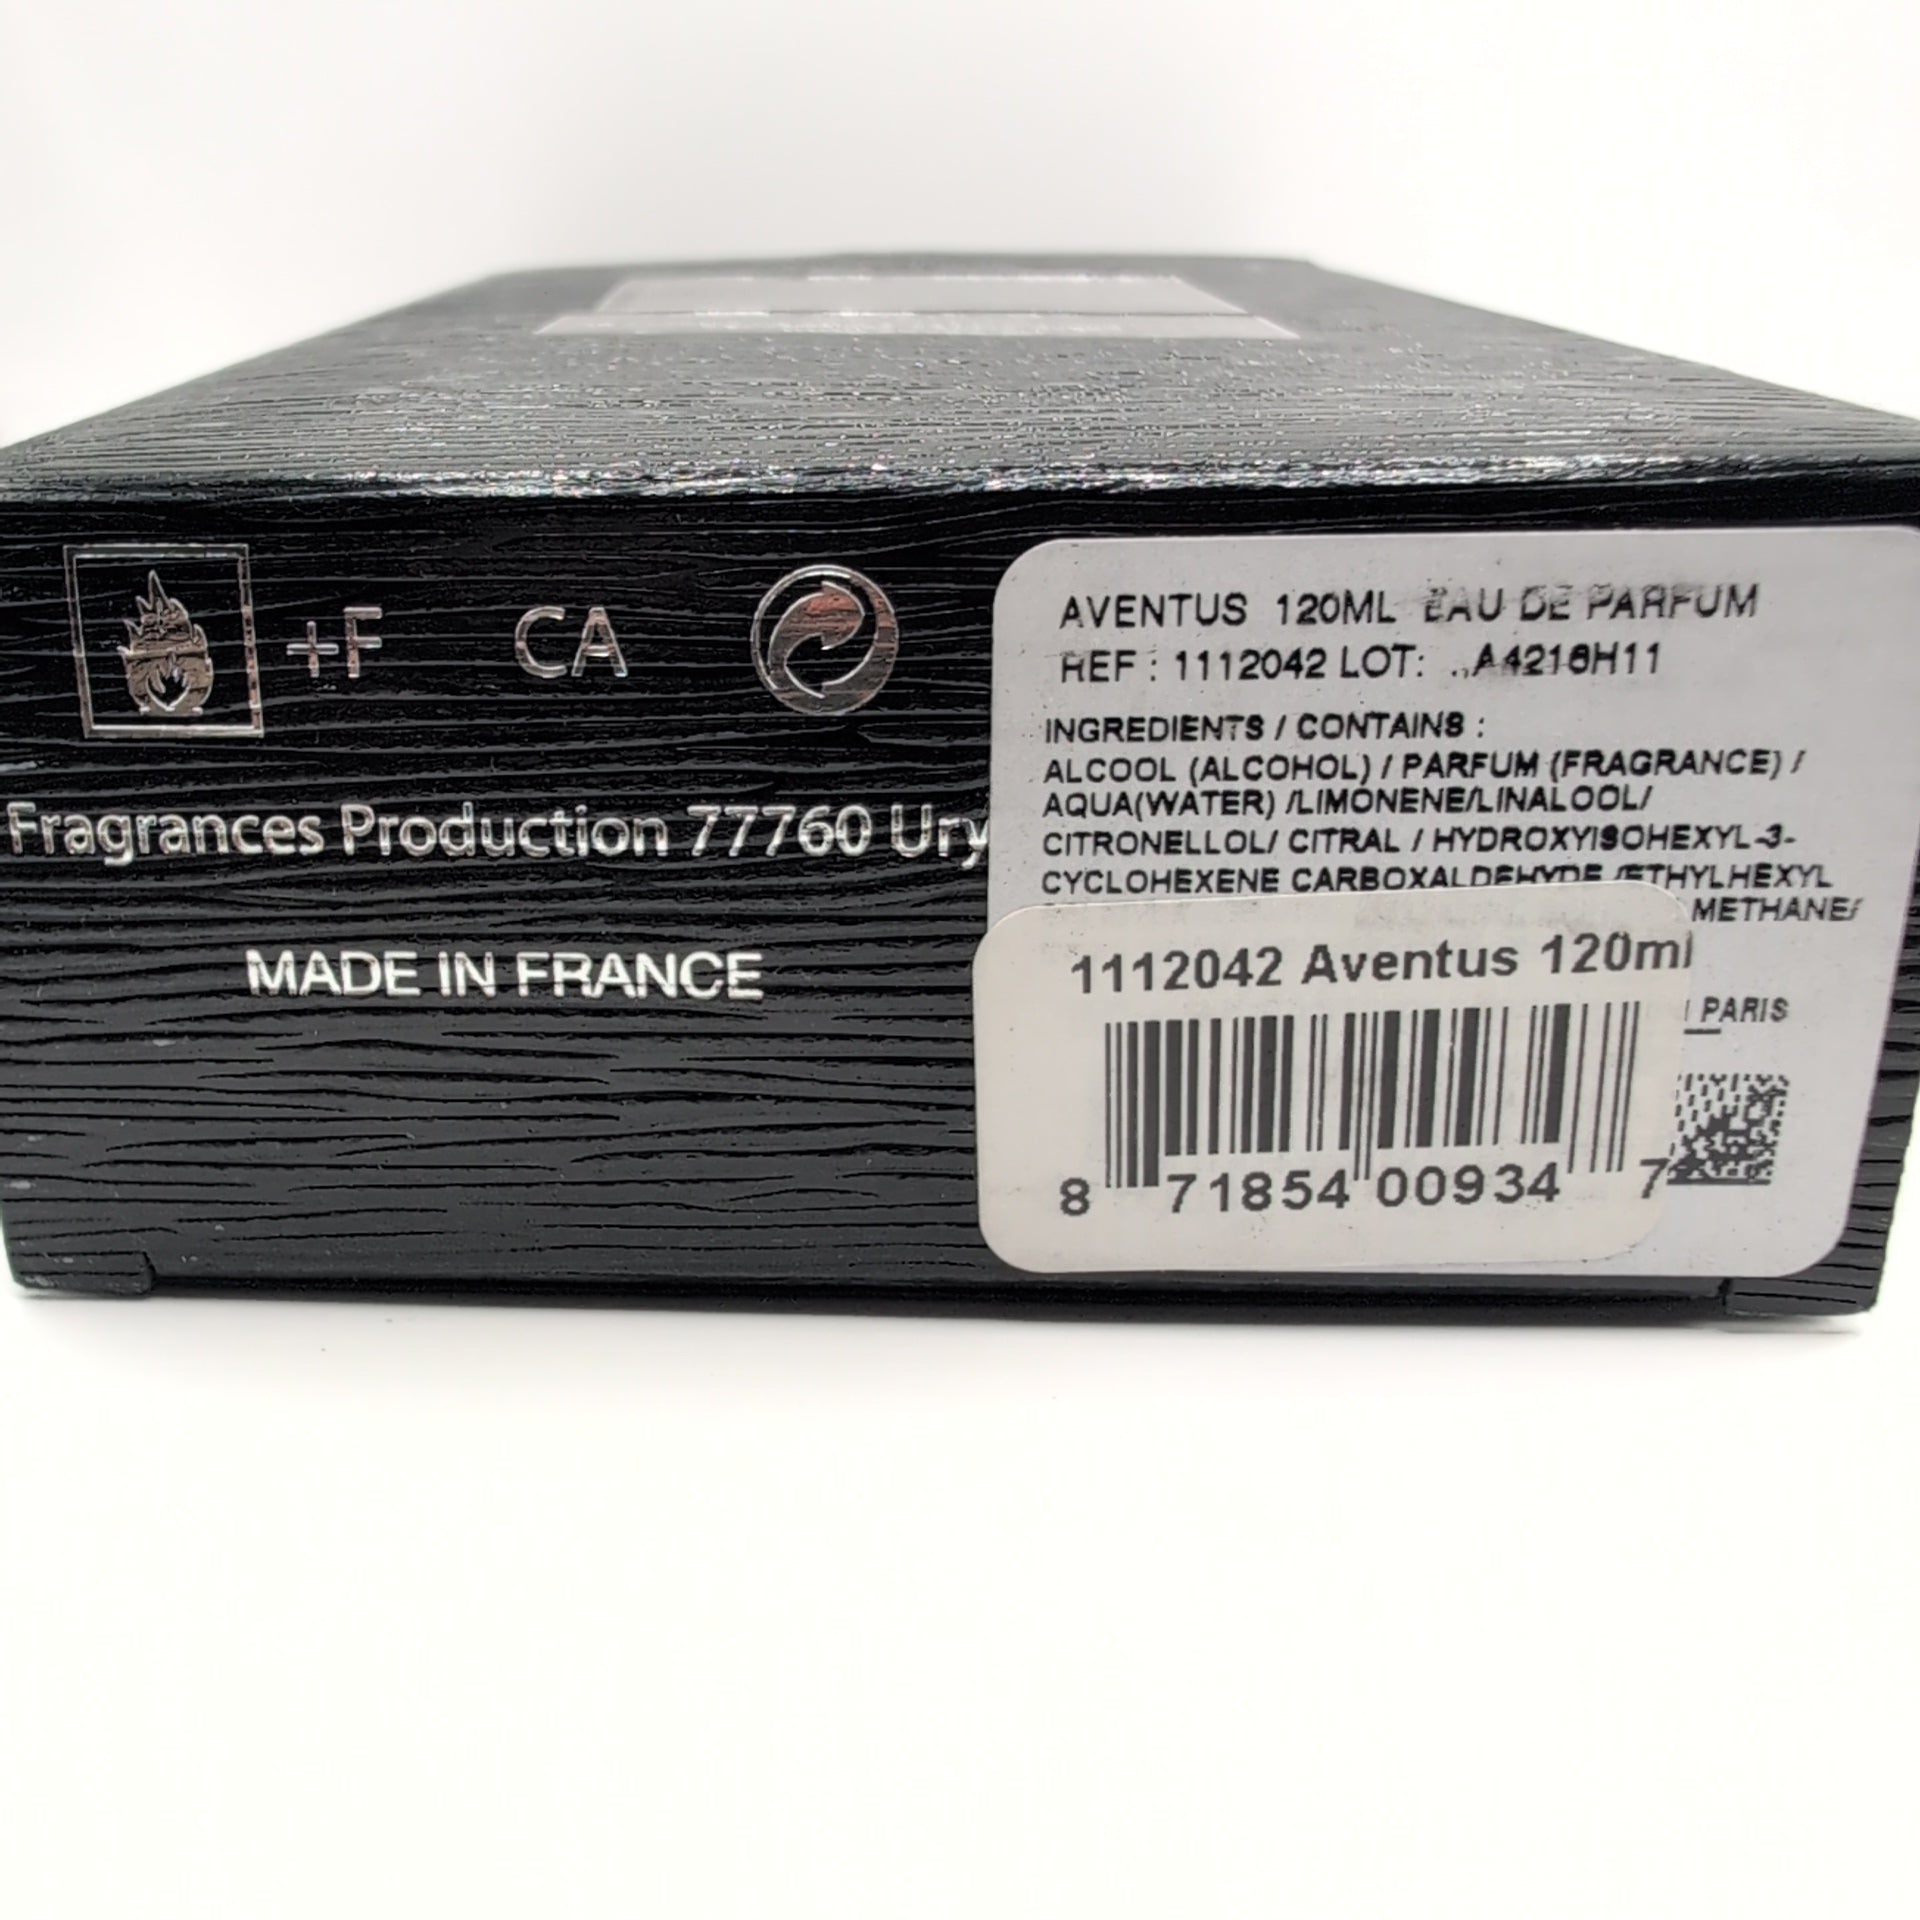 +F CA
Fragrances Production 77760 Ury
MADE IN FRANCE
AVENTUS 120ML EAU DE PARFUM
REF : 1112042 LOT: ..A4216H11
INGREDIENTS / CONTAINS :
ALCOOL (ALCOHOL) / PARFUM (FRAGRANCE) /
AQUA(WATER) /LIMONENE/LINALOOL/
CITRONELLOL/ CITRAL / HYDROXYISOHEXYL-3-
CYCLOHEXENE CARBOXALDEHYDE /ETHYLHEXYL
METHANE/
PARIS
1112042 Aventus 120ml
8 71854 00934 7